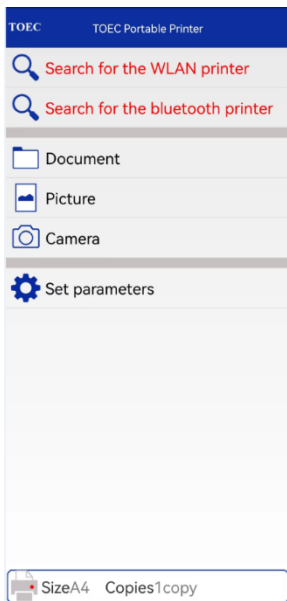 TOEC TOEC Portable Printer
Search for the WLAN printer
Search for the bluetooth printer
Document
Picture
Camera
Set parameters
SizeA4 Copies1copy